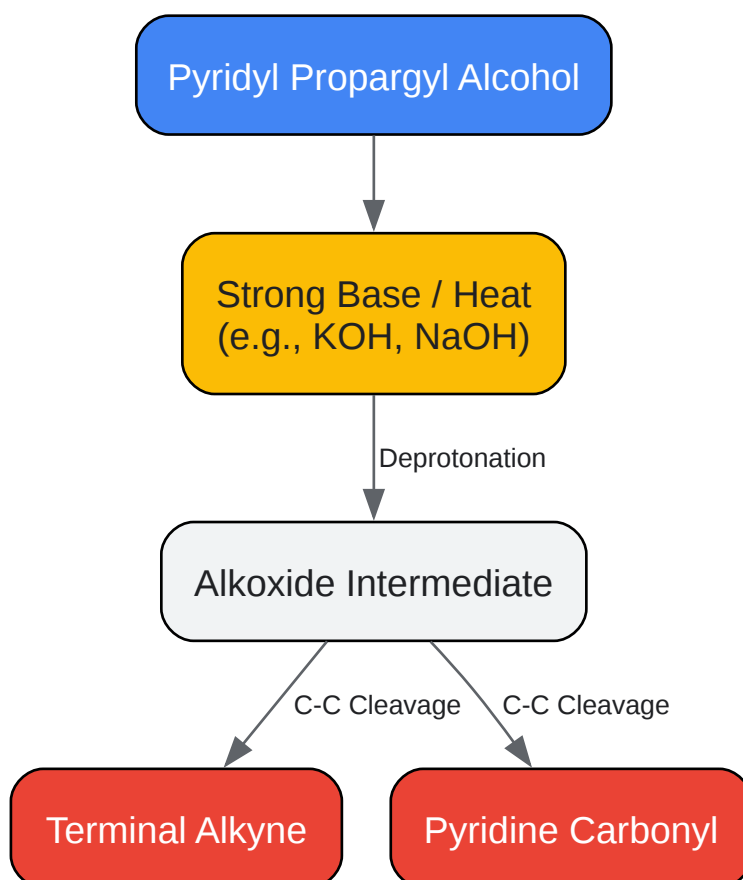 Pyridyl Propargyl Alcohol
Strong Base / Heat
(e.g., KOH, NaOH)
Deprotonation
Alkoxide Intermediate
C-C Cleavage
C-C Cleavage
Terminal Alkyne
Pyridine Carbonyl